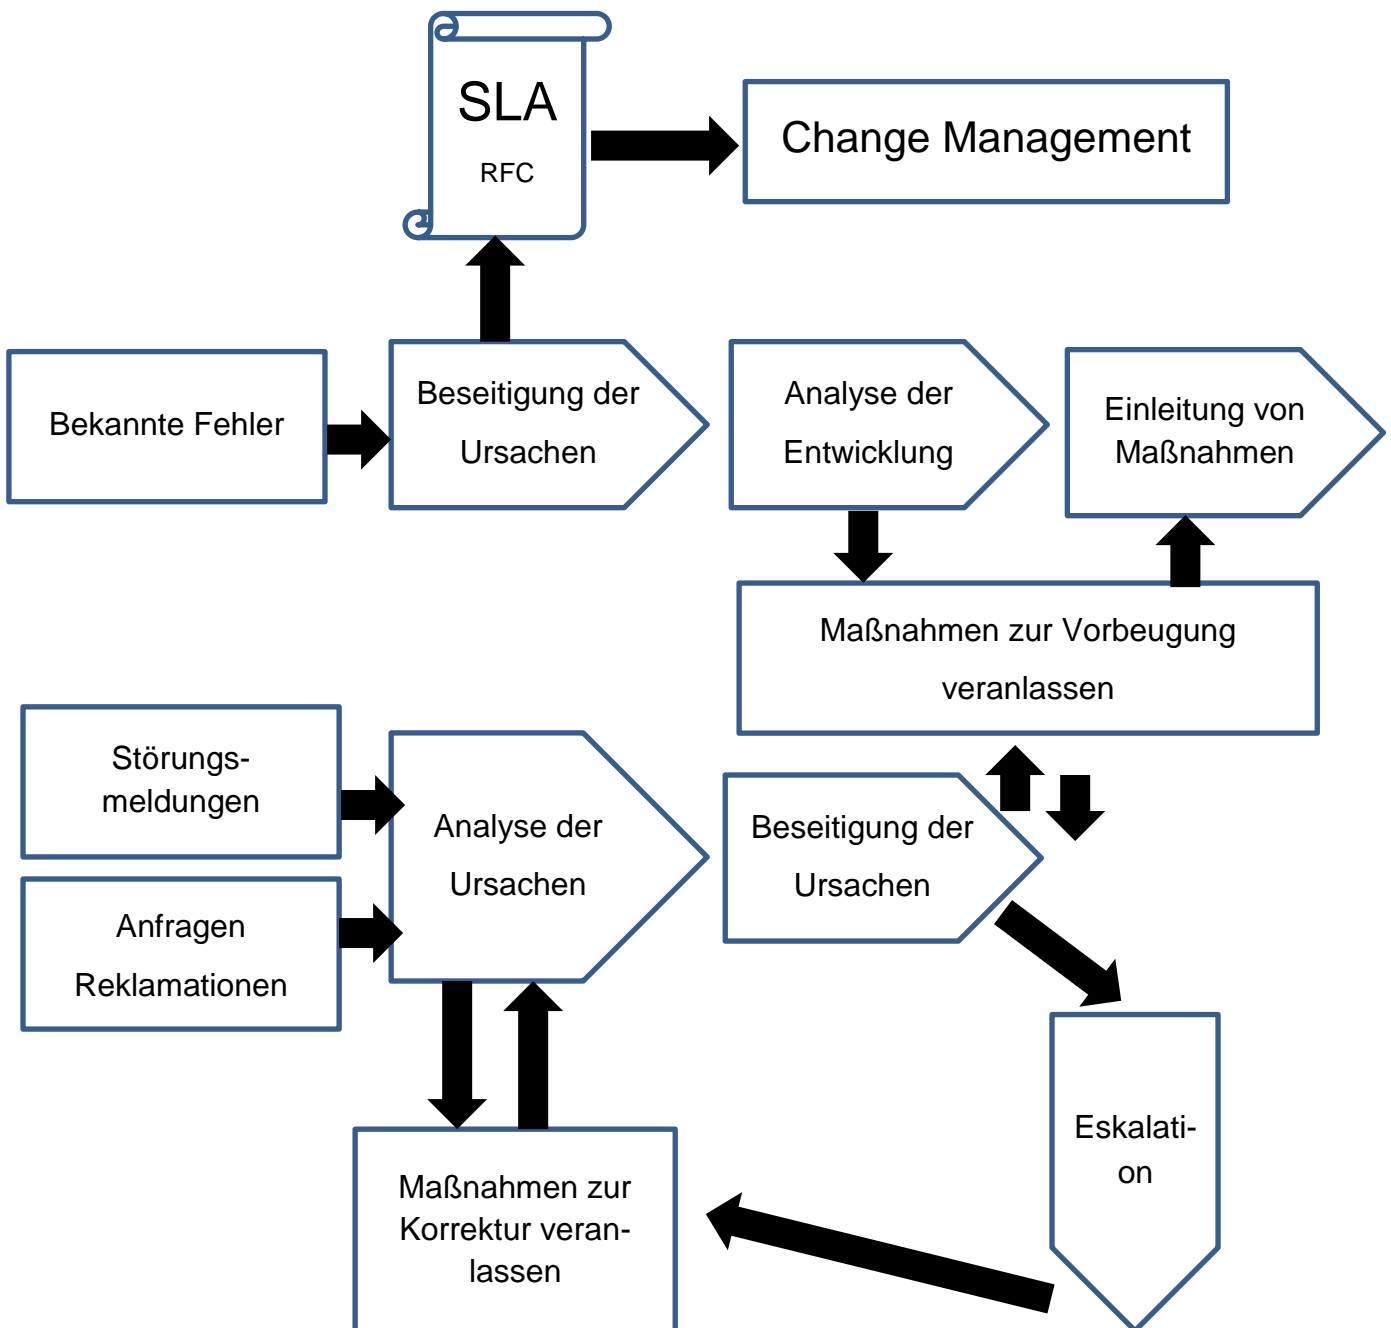 SLA
RFC
Change Management
Bekannte Fehler
Beseitigung der
Ursachen
Analyse der
Entwicklung
Einleitung von
Maßnahmen
Maßnahmen zur Vorbeugung
veranlassen
Störungs-
meldungen
Anfragen
Reklamationen
Analyse der
Ursachen
Beseitigung der
Ursachen
Eskalati-
on
Maßnahmen zur
Korrektur veran-
lassen